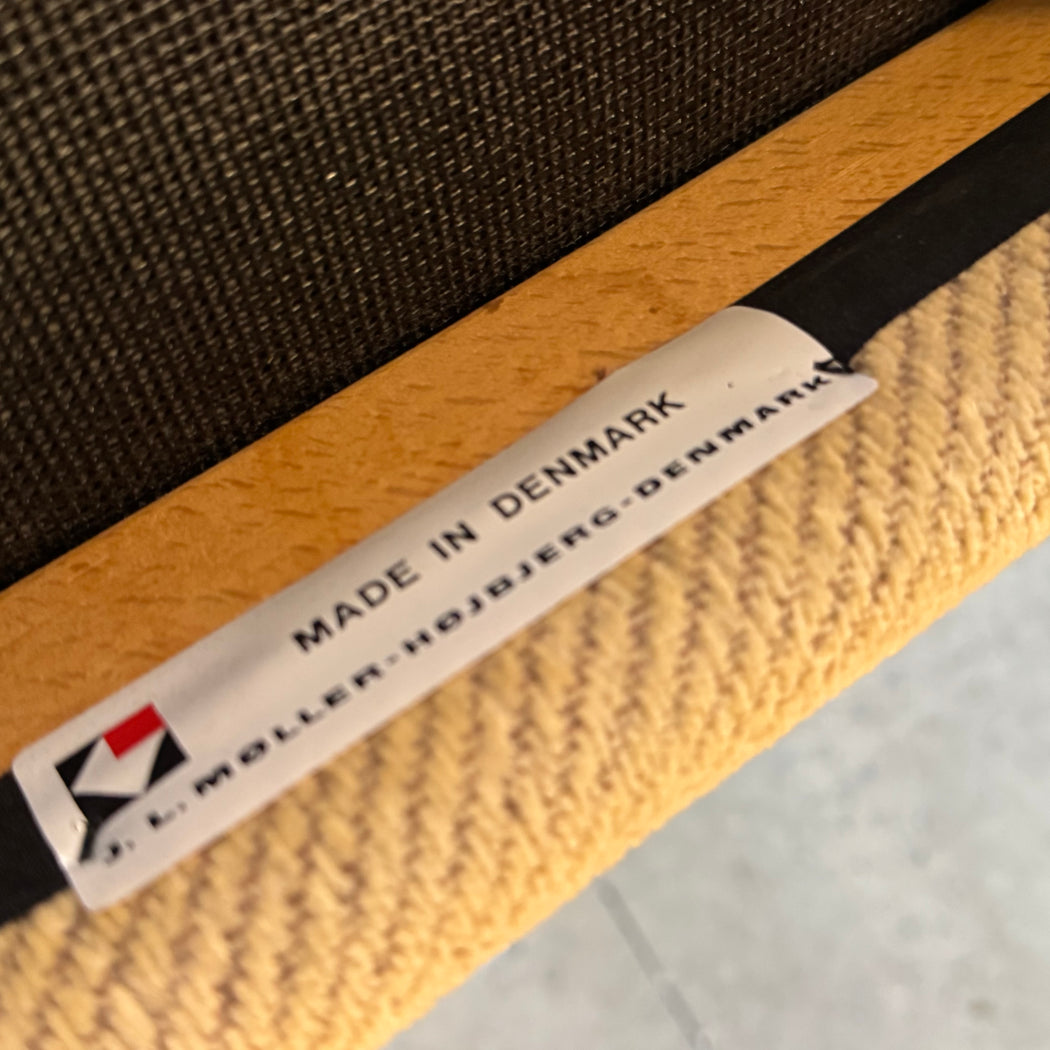 MADE IN DENMARK
J. L. MØLLER-HØJBJERG-DENMARK